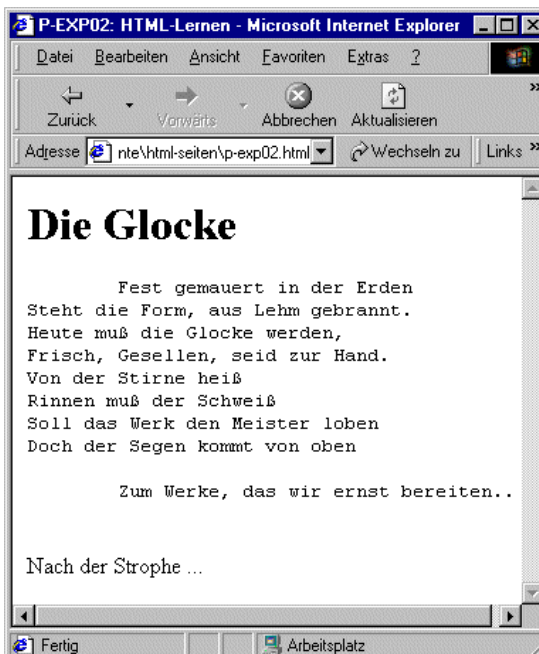 P-EXP02: HTML-Lernen - Microsoft Internet Explorer
Datei Bearbeiten Ansicht Favoriten Extras ?
Zurück Vorwärts Abbrechen Aktualisieren »
Adresse nte\html-seiten\p-exp02.html Wechseln zu Links »
Die Glocke
Fest gemauert in der Erden
Steht die Form, aus Lehm gebrannt.
Heute muß die Glocke werden,
Frisch, Gesellen, seid zur Hand.
Von der Stirne heiß
Rinnen muß der Schweiß
Soll das Werk den Meister loben
Doch der Segen kommt von oben
Zum Werke, das wir ernst bereiten..
Nach der Strophe ...
Fertig Arbeitsplatz